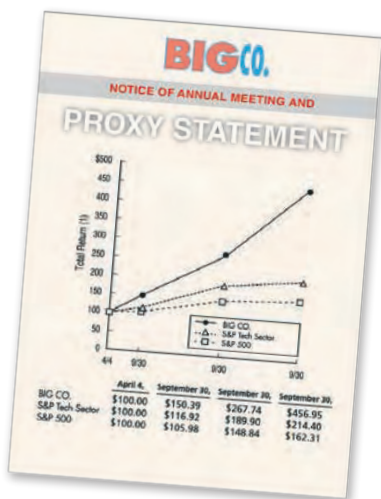 BIGCO.
NOTICE OF ANNUAL MEETING AND
PROXY STATEMENT
$500
450
400
350
300
250
200
150
100
50
0
Total Return (1)
BIG CO.
S&P Tech Sector
S&P 500
4/4 9/30 9/30 9/30
April 4, September 30, September 30, September 30,
BIG CO. $100.00 $150.39 $267.74 $456.95
S&P Tech Sector $100.00 $116.92 $189.90 $214.40
S&P 500 $100.00 $105.98 $148.84 $162.31